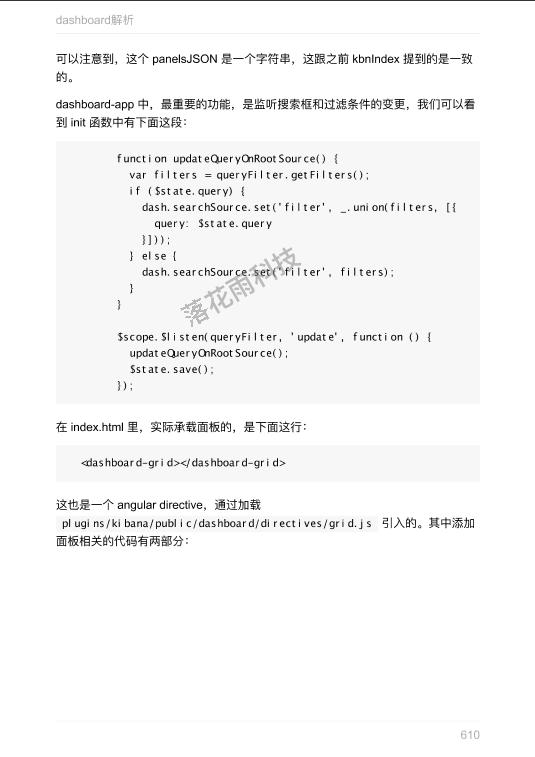 dashboard解析
可以注意到，这个 panelsJSON 是一个字符串，这跟之前 kbnIndex 提到的是一致
的。
dashboard-app 中，最重要的功能，是监听搜索框和过滤条件的变更，我们可以看
到 init 函数中有下面这段：
function updateQueryOnRootSource() {
  var filters = queryFilter.getFilters();
  if ($state.query) {
    dash.searchSource.set('filter', _.union(filters, [{
      query: $state.query
    }]));
  } else {
    dash.searchSource.set('filter', filters);
  }
}
落花雨科技
$scope.$listen(queryFilter, 'update', function () {
  updateQueryOnRootSource();
  $state.save();
});
在 index.html 里，实际承载面板的，是下面这行：
<dashboard-grid></dashboard-grid>
这也是一个 angular directive，通过加载
plugins/kibana/public/dashboard/directives/grid.js 引入的。其中添加
面板相关的代码有两部分：
610